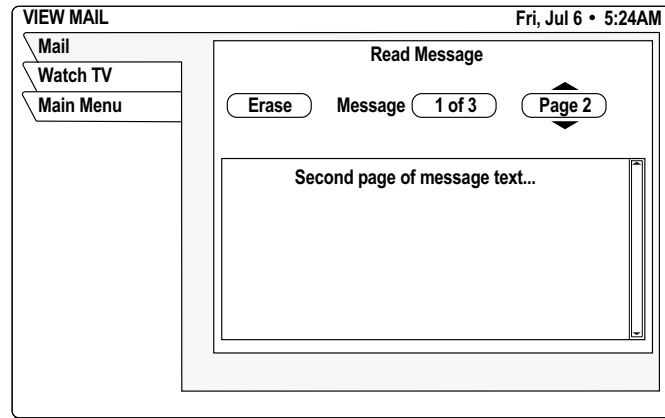 VIEW MAIL Fri, Jul 6 • 5:24AM
Mail
Watch TV
Main Menu
Read Message
Erase Message 1 of 3 Page 2
Second page of message text...